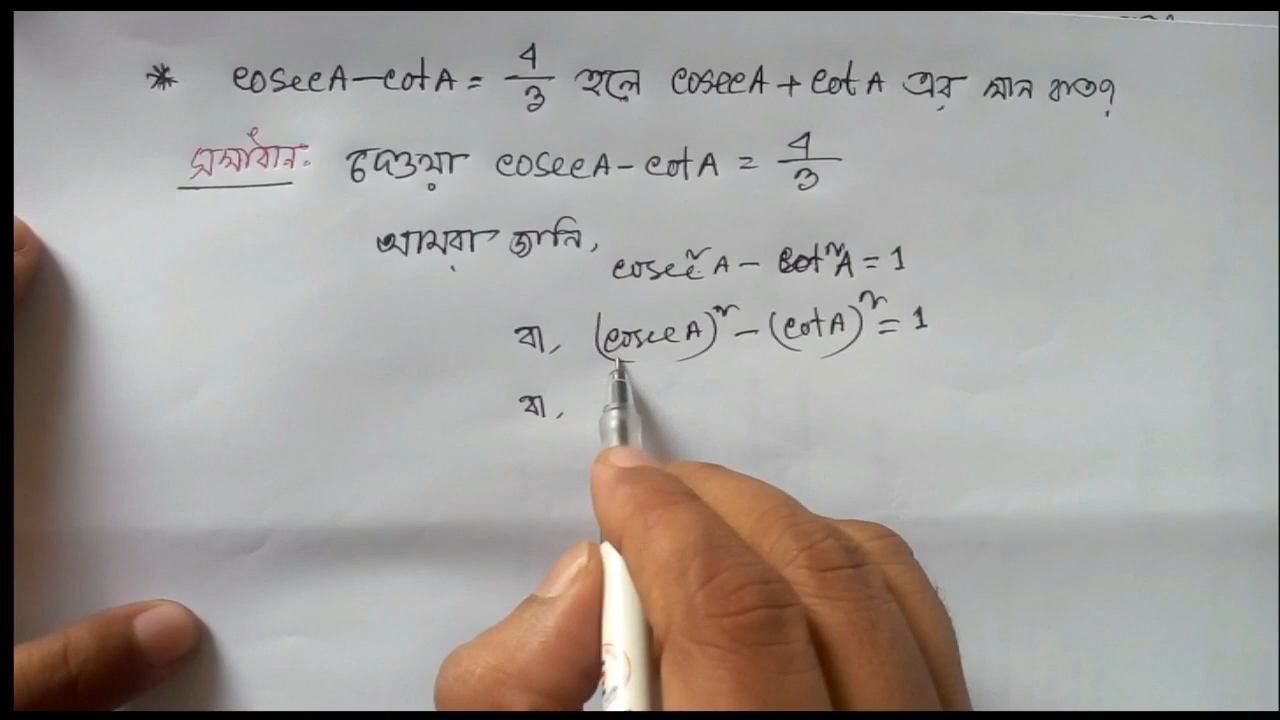 * cosecA - cotA = 4/3 হলে cosecA + cotA এর মান কত?
সমাধান: দেওয়া cosecA - cotA = 4/3
আমরা জানি,
cosec²A - cot²A = 1
বা, (cosecA)² - (cotA)² = 1
বা,